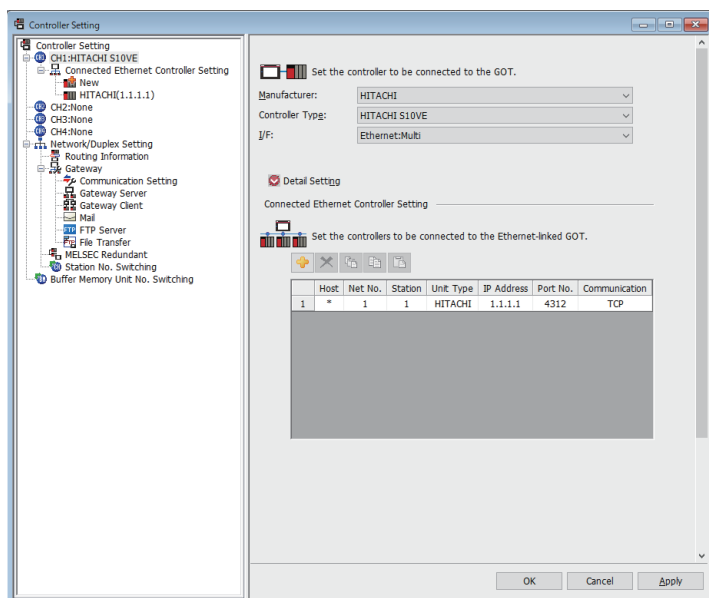 Controller Setting
Controller Setting
CH1:HITACHI S10VE
Connected Ethernet Controller Setting
New
HITACHI(1.1.1.1)
CH2:None
CH3:None
CH4:None
Network/Duplex Setting
Routing Information
Gateway
Communication Setting
Gateway Server
Gateway Client
Mail
FTP FTP Server
File Transfer
MELSEC Redundant
Station No. Switching
Buffer Memory Unit No. Switching
Set the controller to be connected to the GOT.
Manufacturer: HITACHI
Controller Type: HITACHI S10VE
I/F: Ethernet:Multi
Detail Setting
Connected Ethernet Controller Setting
Set the controllers to be connected to the Ethernet-linked GOT.
Host Net No. Station Unit Type IP Address Port No. Communication
1 * 1 1 HITACHI 1.1.1.1 4312 TCP
OK Cancel Apply